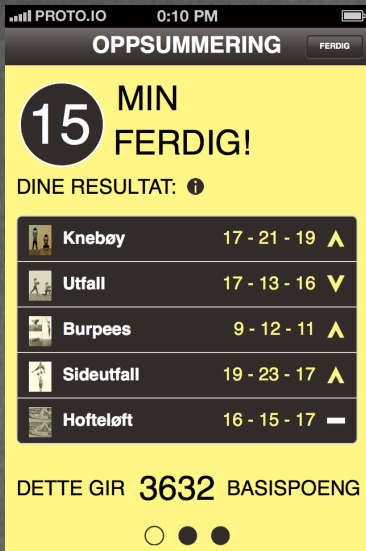 PROTO.IO 0:10 PM
OPPSUMMERING FERDIG
15 MIN
FERDIG!
DINE RESULTAT: i
Knebøy 17 - 21 - 19
Utfall 17 - 13 - 16
Burpees 9 - 12 - 11
Sideutfall 19 - 23 - 17
Hofteløft 16 - 15 - 17
DETTE GIR 3632 BASISPOENG